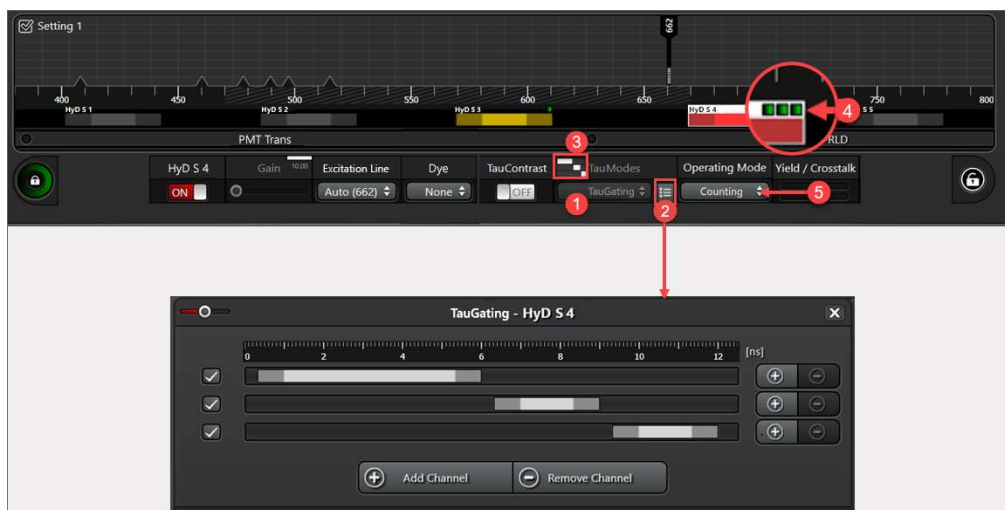 Setting 1
662
400 450 500 550 600 650 750 800
HyD S 1 HyD S 2 HyD S 3 HyD S 4 S 5
4
PMT Trans RLD
3
HyD S 4 Gain 10.00 Excitation Line Dye TauContrast TauModes Operating Mode Yield / Crosstalk
ON Auto (662) None OFF TauGating Counting 5
1 2
TauGating - HyD S 4 X
0 2 4 6 8 10 12 [ns]
Add Channel Remove Channel